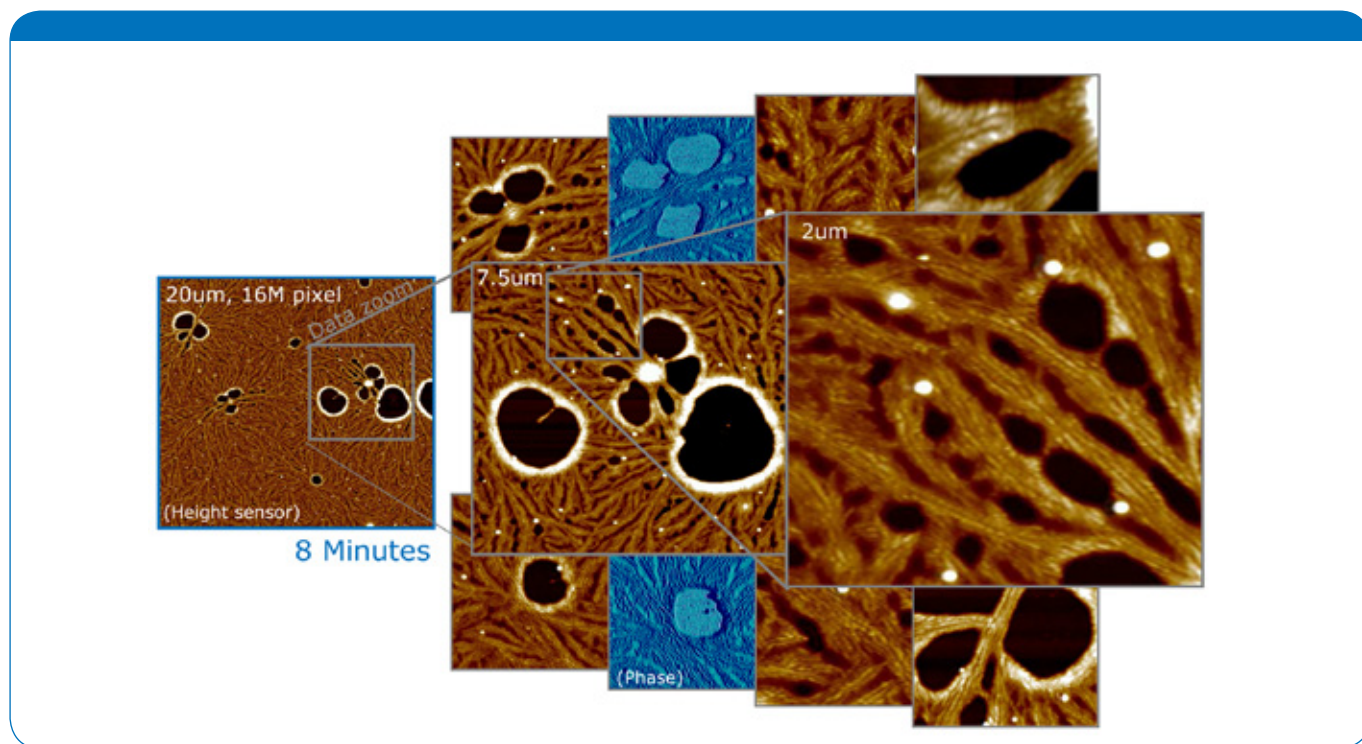 20um, 16M pixel
Data zoom
(Height sensor)
8 Minutes
7.5um
2um
(Phase)